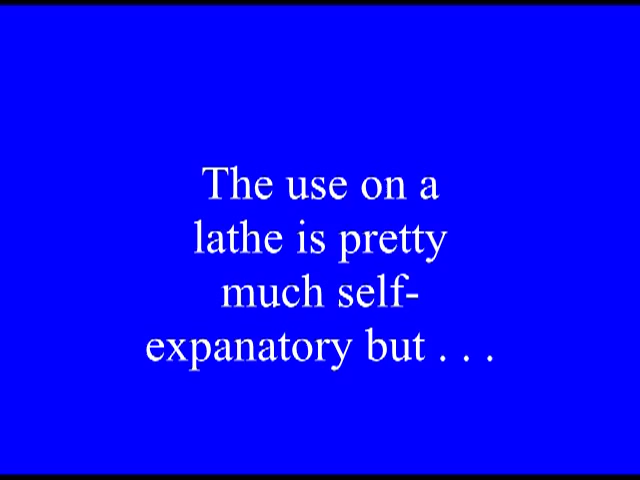 The use on a
lathe is pretty
much self-
expanatory but . . .